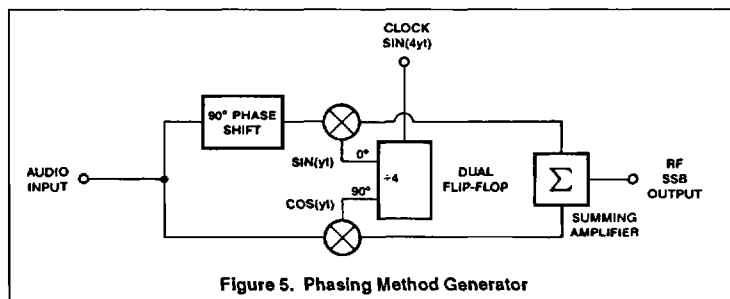 CLOCK
SIN(4yt)
90° PHASE
SHIFT
AUDIO
INPUT
SIN(yt)
0°
÷4
DUAL
FLIP-FLOP
COS(yt)
90°
Σ
RF
SSB
OUTPUT
SUMMING
AMPLIFIER
Figure 5. Phasing Method Generator